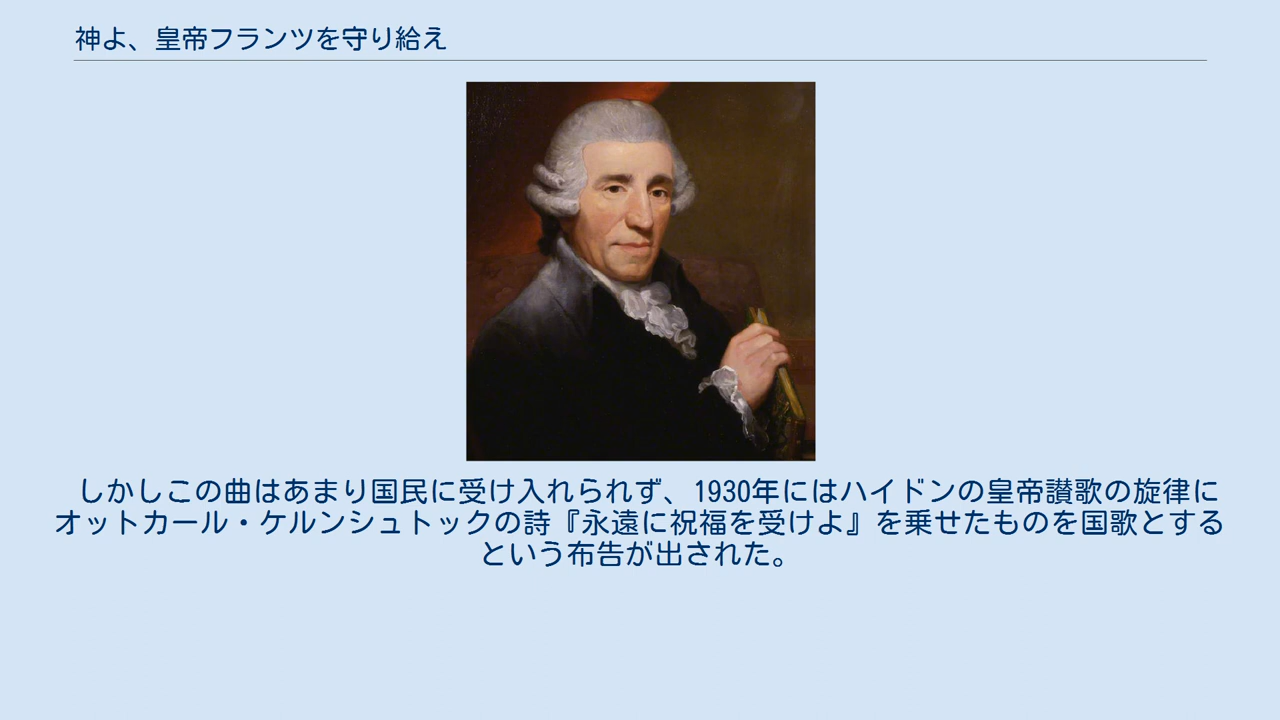 神よ、皇帝フランツを守り給え
しかしこの曲はあまり国民に受け入れられず、1930年にはハイドンの皇帝讃歌の旋律に
オットカール・ケルンシュトックの詩『永遠に祝福を受けよ』を乗せたものを国歌とする
という布告が出された。